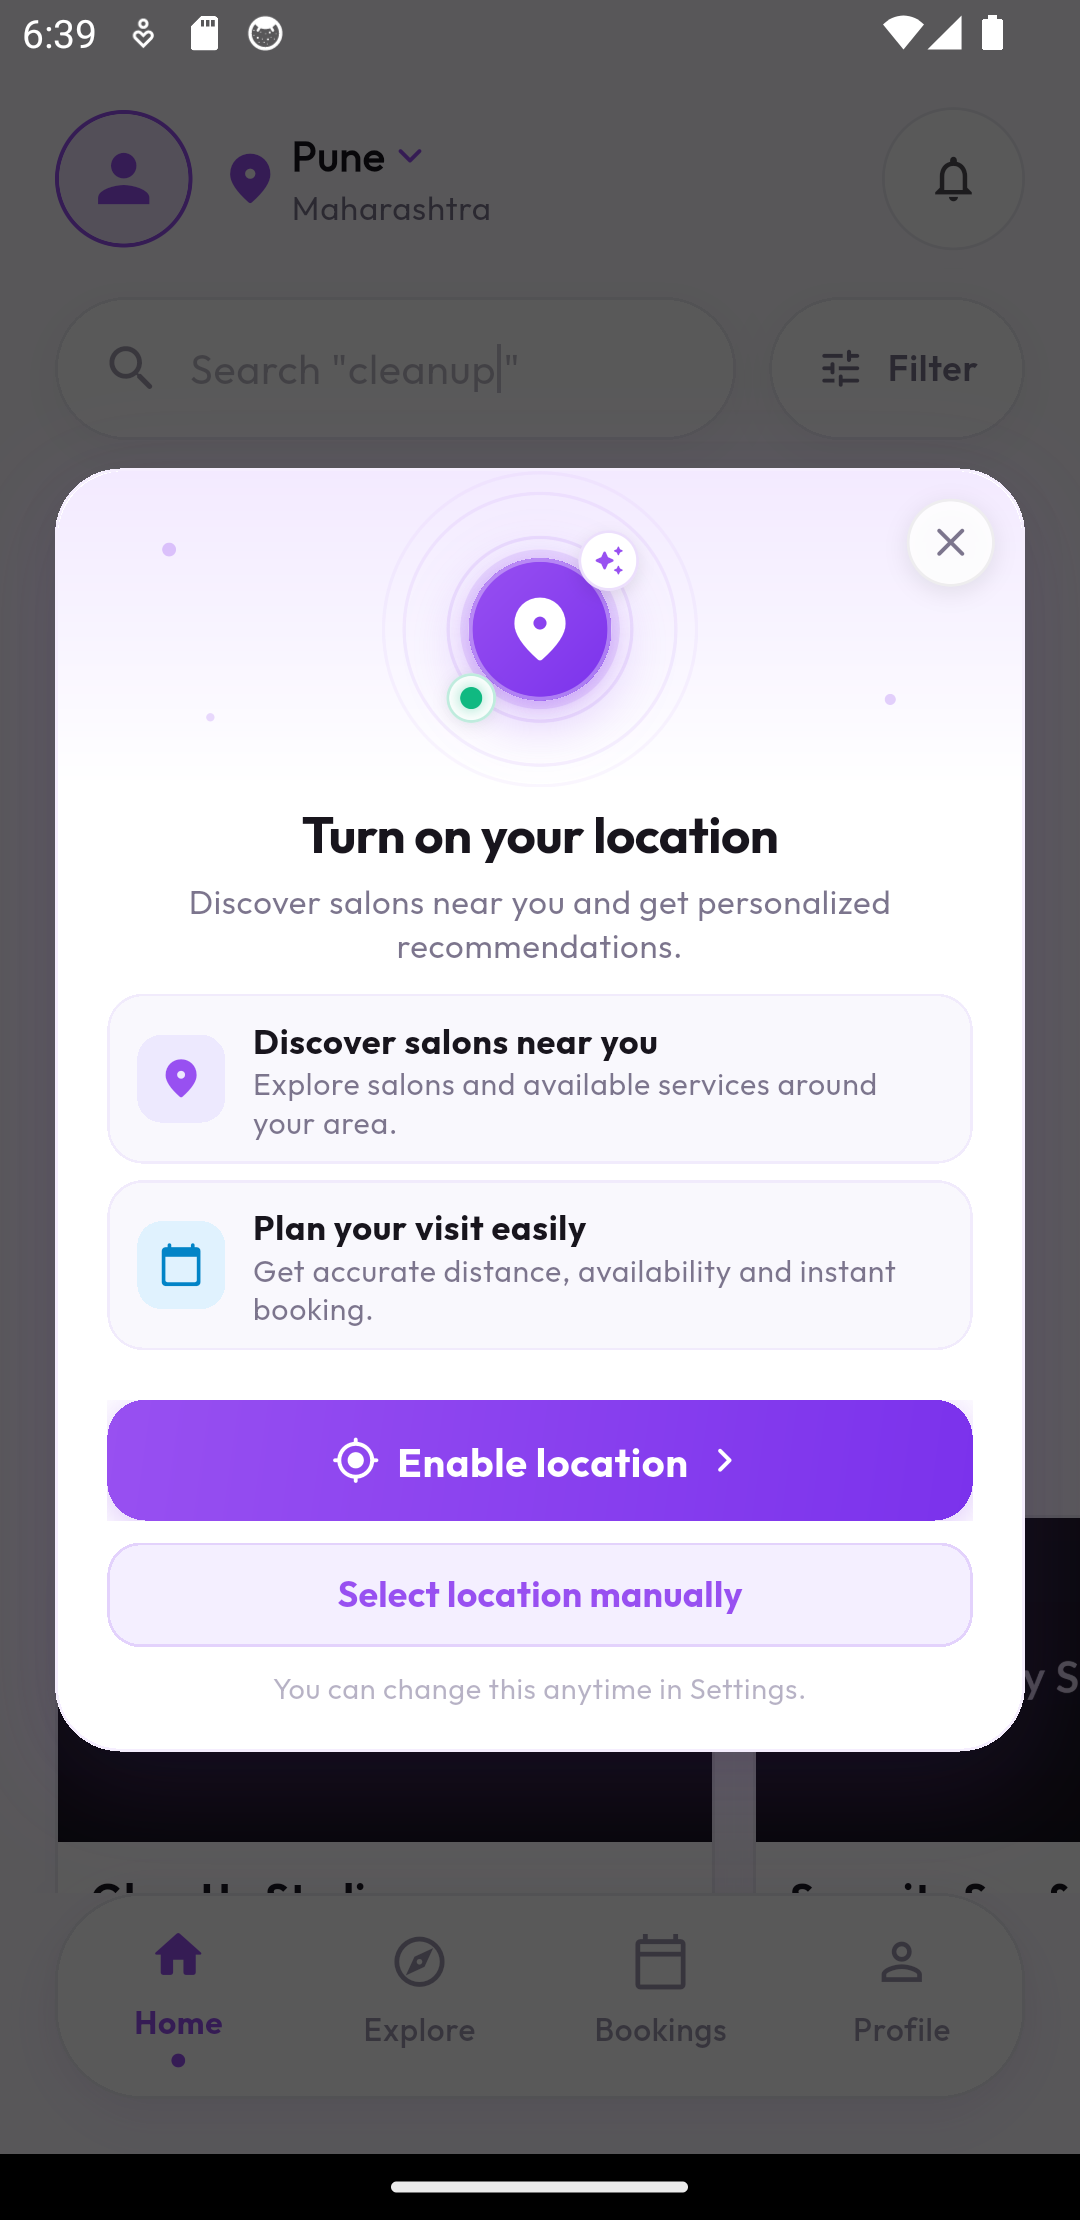 6:39
Pune
Maharashtra
Search "cleanup|"
Filter
Turn on your location
Discover salons near you and get personalized
recommendations.
Discover salons near you
Explore salons and available services around
your area.
Plan your visit easily
Get accurate distance, availability and instant
booking.
Enable location
Select location manually
y S
You can change this anytime in Settings.
Home
Explore
Bookings
Profile